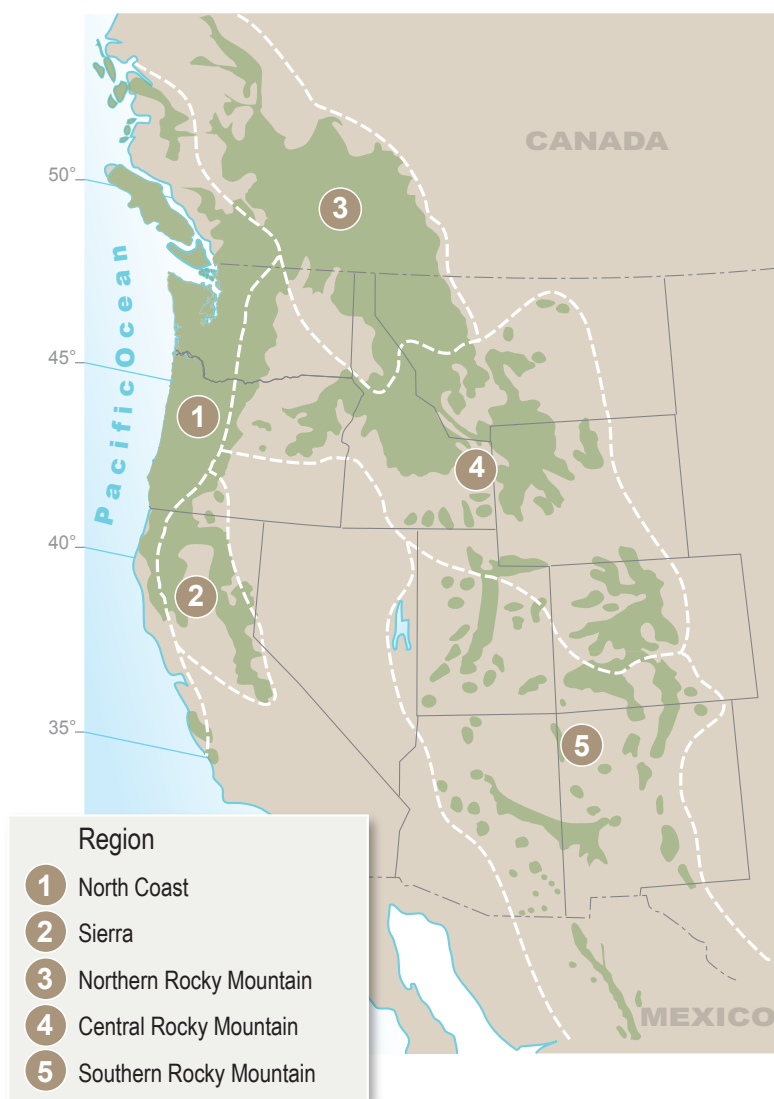 CANADA
50°
3
45°
Pacific Ocean
1
4
40°
2
35°
5
Region
1 North Coast
2 Sierra
3 Northern Rocky Mountain
4 Central Rocky Mountain
5 Southern Rocky Mountain
MEXICO